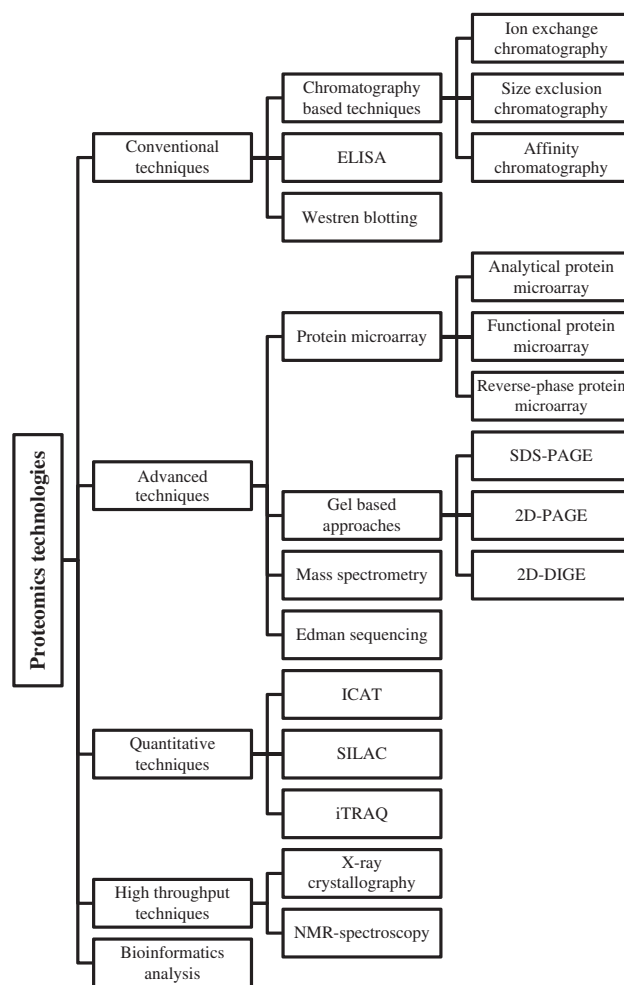 Proteomics technologies
Conventional
techniques
Chromatography
based techniques
Ion exchange
chromatography
Size exclusion
chromatography
Affinity
chromatography
ELISA
Westren blotting
Advanced
techniques
Protein microarray
Analytical protein
microarray
Functional protein
microarray
Reverse-phase protein
microarray
Gel based
approaches
SDS-PAGE
2D-PAGE
2D-DIGE
Mass spectrometry
Edman sequencing
Quantitative
techniques
ICAT
SILAC
iTRAQ
High throughput
techniques
X-ray
crystallography
NMR-spectroscopy
Bioinformatics
analysis